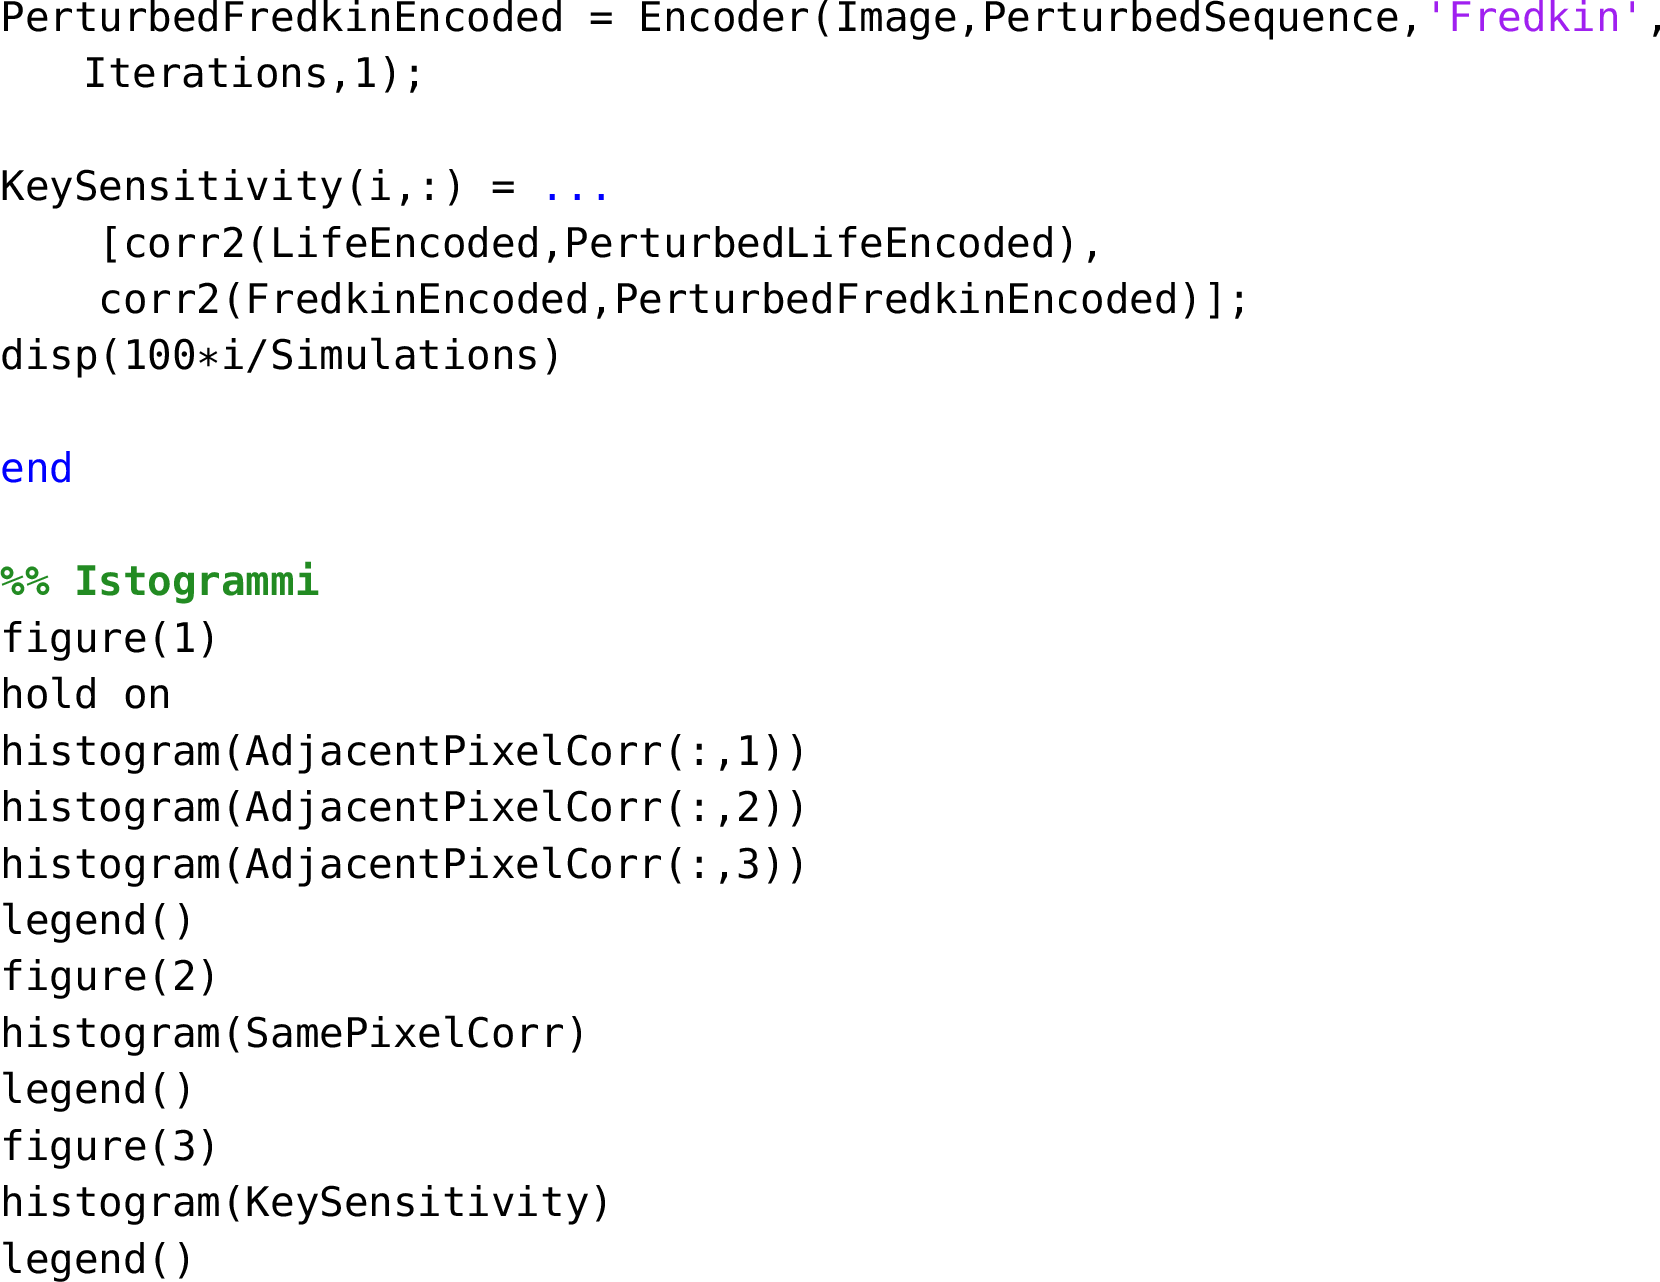 PerturbedFredkinEncoded = Encoder(Image,PerturbedSequence,'Fredkin',
Iterations,1);
KeySensitivity(i,:) = ...
[corr2(LifeEncoded,PerturbedLifeEncoded),
corr2(FredkinEncoded,PerturbedFredkinEncoded)];
disp(100*i/Simulations)
end
%% Istogrammi
figure(1)
hold on
histogram(AdjacentPixelCorr(:,1))
histogram(AdjacentPixelCorr(:,2))
histogram(AdjacentPixelCorr(:,3))
legend()
figure(2)
histogram(SamePixelCorr)
legend()
figure(3)
histogram(KeySensitivity)
legend()